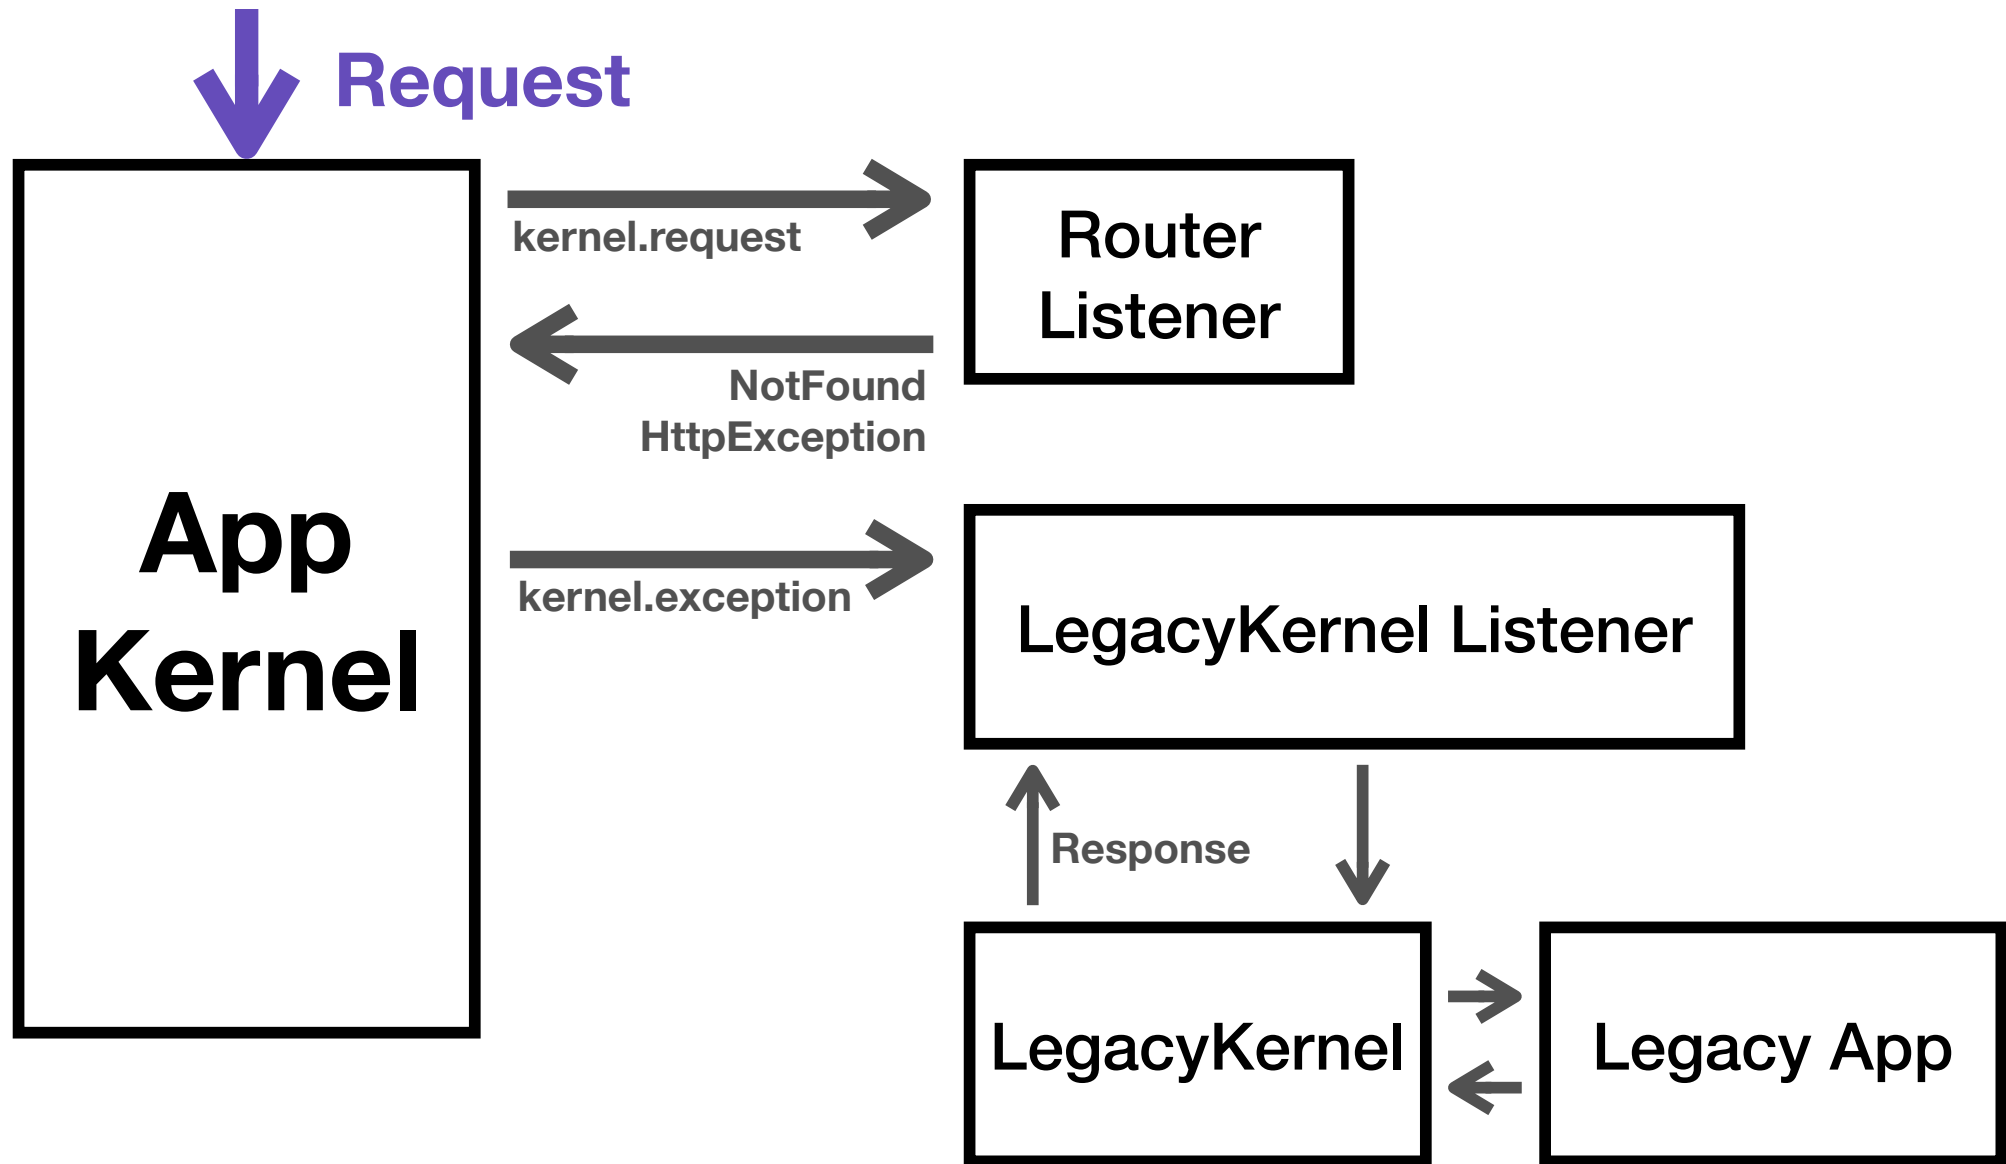 Request
kernel.request
Router
Listener
NotFound
HttpException
App
Kernel
kernel.exception
LegacyKernel Listener
Response
LegacyKernel
Legacy App